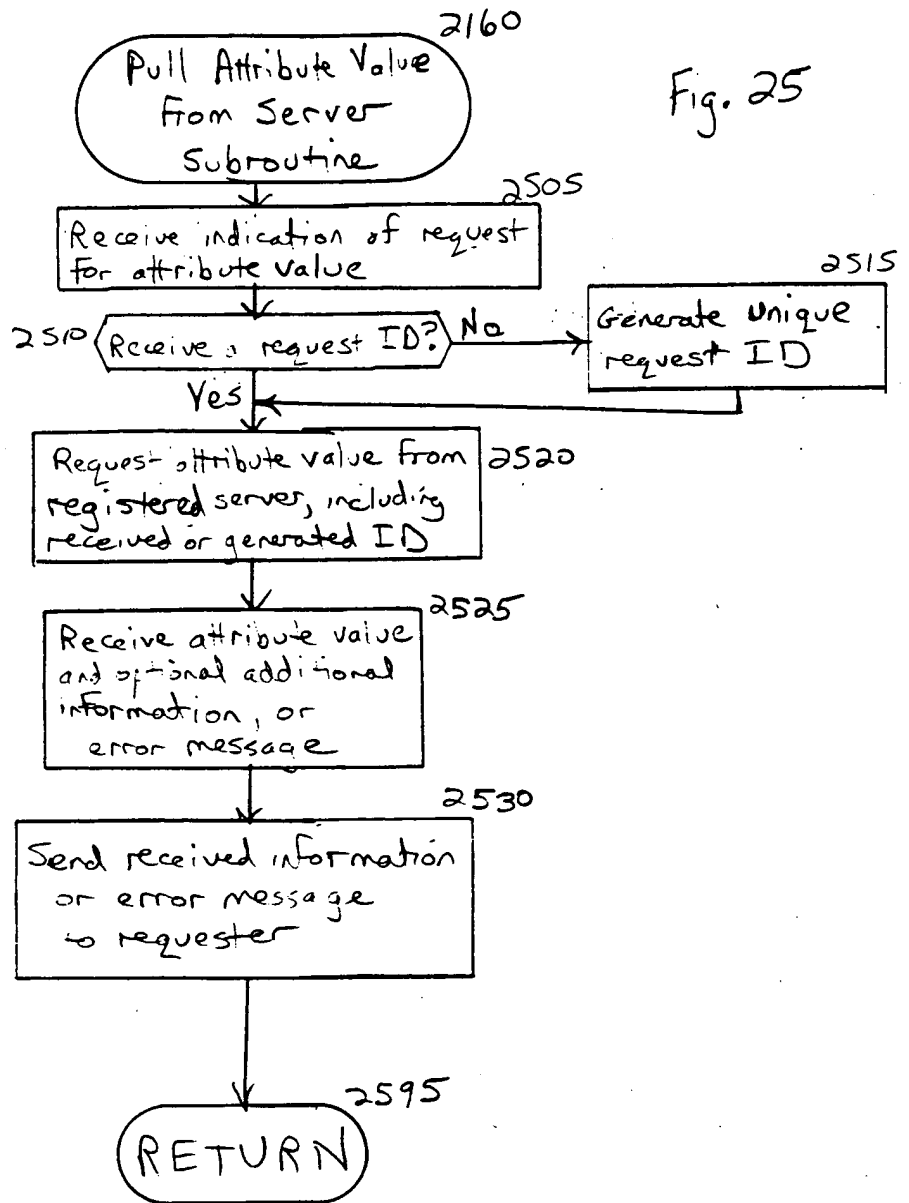 2160
Pull Attribute Value
From Server
Subroutine
Fig. 25
2505
Receive indication of request
for attribute value
2510
Receive a request ID?
No
2515
Generate Unique
request ID
Yes
Request attribute value from
registered server, including
received or generated ID
2520
2525
Receive attribute value
and optional additional
information, or
error message
2530
Send received information
or error message
to requester
2595
RETURN